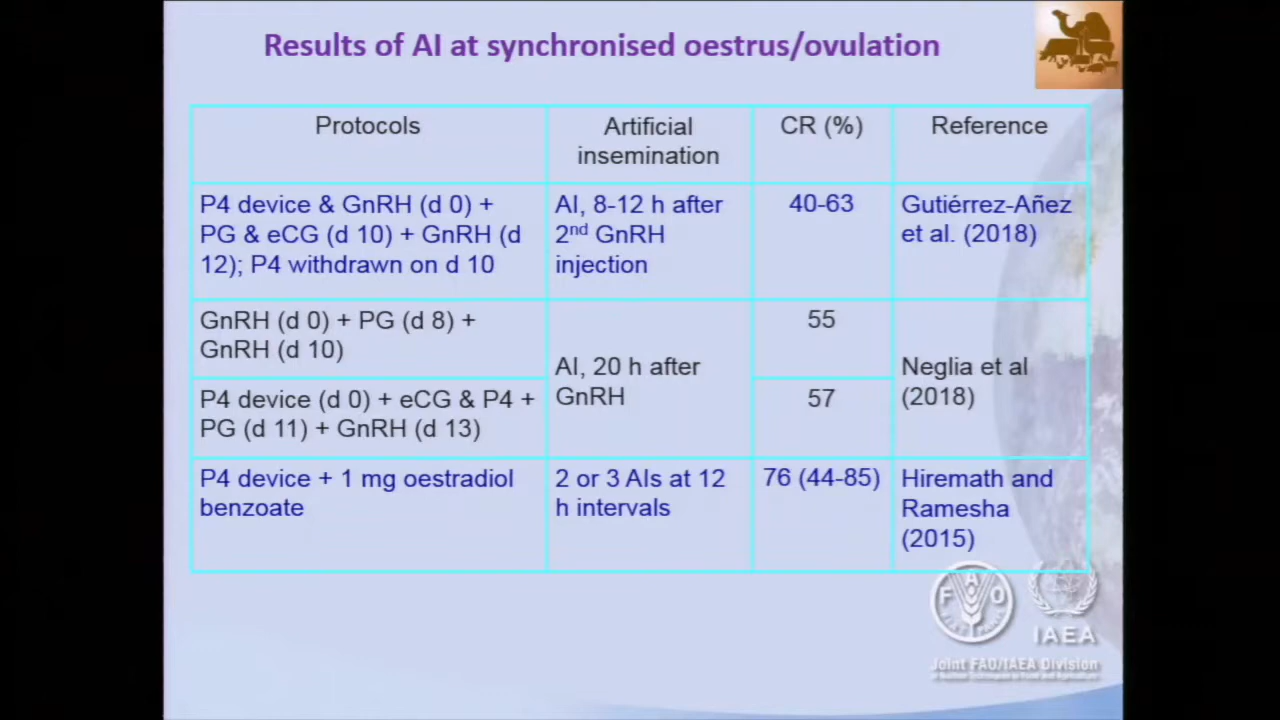 Results of AI at synchronised oestrus/ovulation
Protocols
Artificial
insemination
CR (%)
Reference
P4 device & GnRH (d 0) +
PG & eCG (d 10) + GnRH (d
12); P4 withdrawn on d 10
AI, 8-12 h after
2nd GnRH
injection
40-63
Gutiérrez-Añez
et al. (2018)
GnRH (d 0) + PG (d 8) +
GnRH (d 10)
55
AI, 20 h after
GnRH
Neglia et al
(2018)
P4 device (d 0) + eCG & P4 +
PG (d 11) + GnRH (d 13)
57
P4 device + 1 mg oestradiol
benzoate
2 or 3 AIs at 12
h intervals
76 (44-85)
Hiremath and
Ramesha
(2015)
FAO
IAEA
Joint FAO/IAEA Division